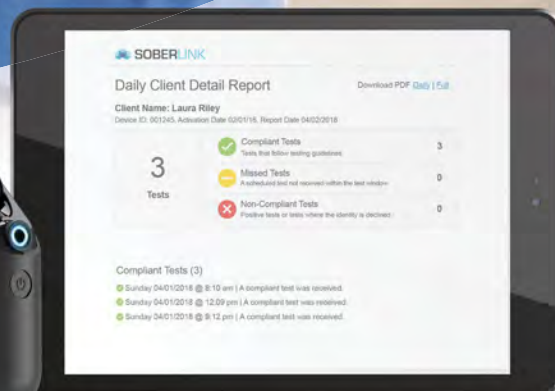 SOBERLINK
Daily Client Detail Report
Download PDF Daily | Full
Client Name: Laura Riley
Device ID: 001245, Activation Date 02/01/18, Report Date 04/02/2018
3
Tests
Compliant Tests
3
Tests that follow testing guidelines
Missed Tests
0
A scheduled test not received within the test window
Non-Compliant Tests
0
Positive tests or tests where the identity is declined
Compliant Tests (3)
Sunday 04/01/2018 @ 8:10 am | A compliant test was received.
Sunday 04/01/2018 @ 12:09 pm | A compliant test was received.
Sunday 04/01/2018 @ 9:12 pm | A compliant test was received.